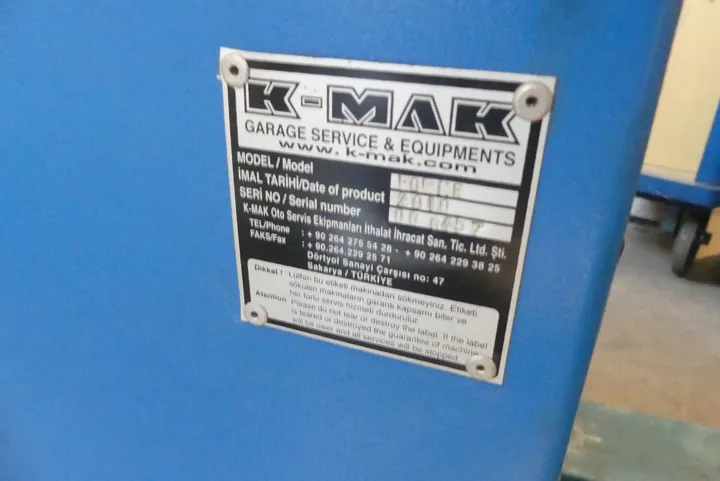 K-MAK
GARAGE SERVICE & EQUIPMENTS
www.k-mak.com
MODEL / Model FORCE
İMAL TARİHİ/Date of product 2010
SERİ NO / Serial number
K-MAK Oto Servis Ekipmanları İthalat İhracat San. Tic. Ltd. Şti.
TEL/Phone : +90 264 275 54 28 - +90 264 229 38 25
FAKS/Fax : +90.264.229 25 71
Dörtyol Sanayi Çarşısı no: 47
Sakarya / TÜRKİYE
Dikkat ! Lütfen bu etiketi makinadan sökmeyiniz. Etiketi
sökülen makinaların garanti kapsamı biter ve
her türlü servis hizmeti durdurulur.
Attention Please do not tear or destroy the label. If the label
is teared or destroyed the guarantee of machine
will be ower and all services will be stopped.